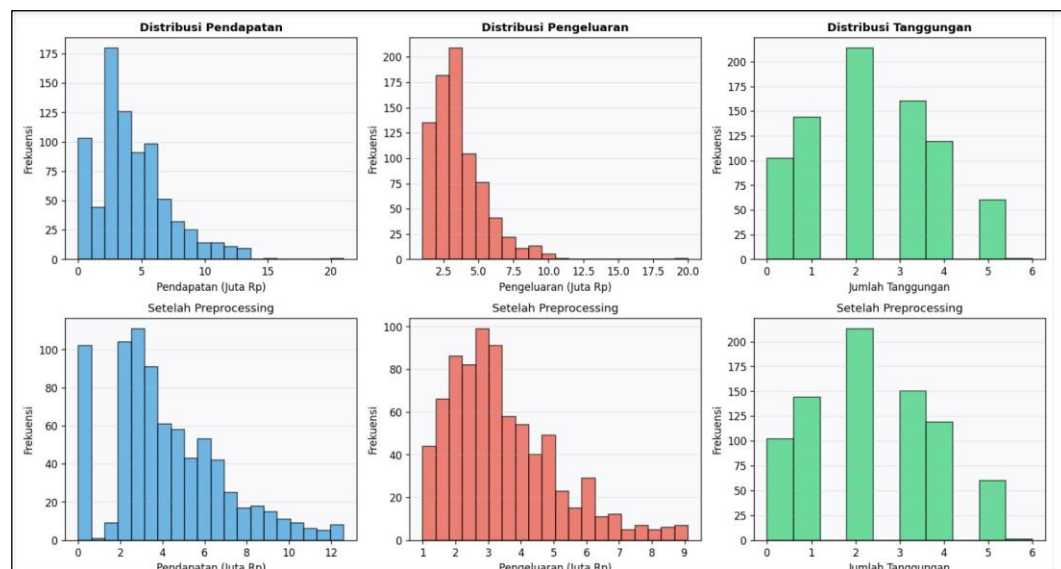 Distribusi Pendapatan
Frekuensi
175
150
125
100
75
50
25
0
0 5 10 15 20
Pendapatan (Juta Rp)
Distribusi Pengeluaran
Frekuensi
200
175
150
125
100
75
50
25
0
2.5 5.0 7.5 10.0 12.5 15.0 17.5 20.0
Pengeluaran (Juta Rp)
Distribusi Tanggungan
Frekuensi
200
175
150
125
100
75
50
25
0
0 1 2 3 4 5 6
Jumlah Tanggungan
Setelah Preprocessing
Frekuensi
100
80
60
40
20
0
0 2 4 6 8 10 12
Pendapatan (Juta Rp)
Setelah Preprocessing
Frekuensi
100
80
60
40
20
0
1 2 3 4 5 6 7 8 9
Pengeluaran (Juta Rp)
Setelah Preprocessing
Frekuensi
200
175
150
125
100
75
50
25
0
0 1 2 3 4 5 6
Jumlah Tanggungan